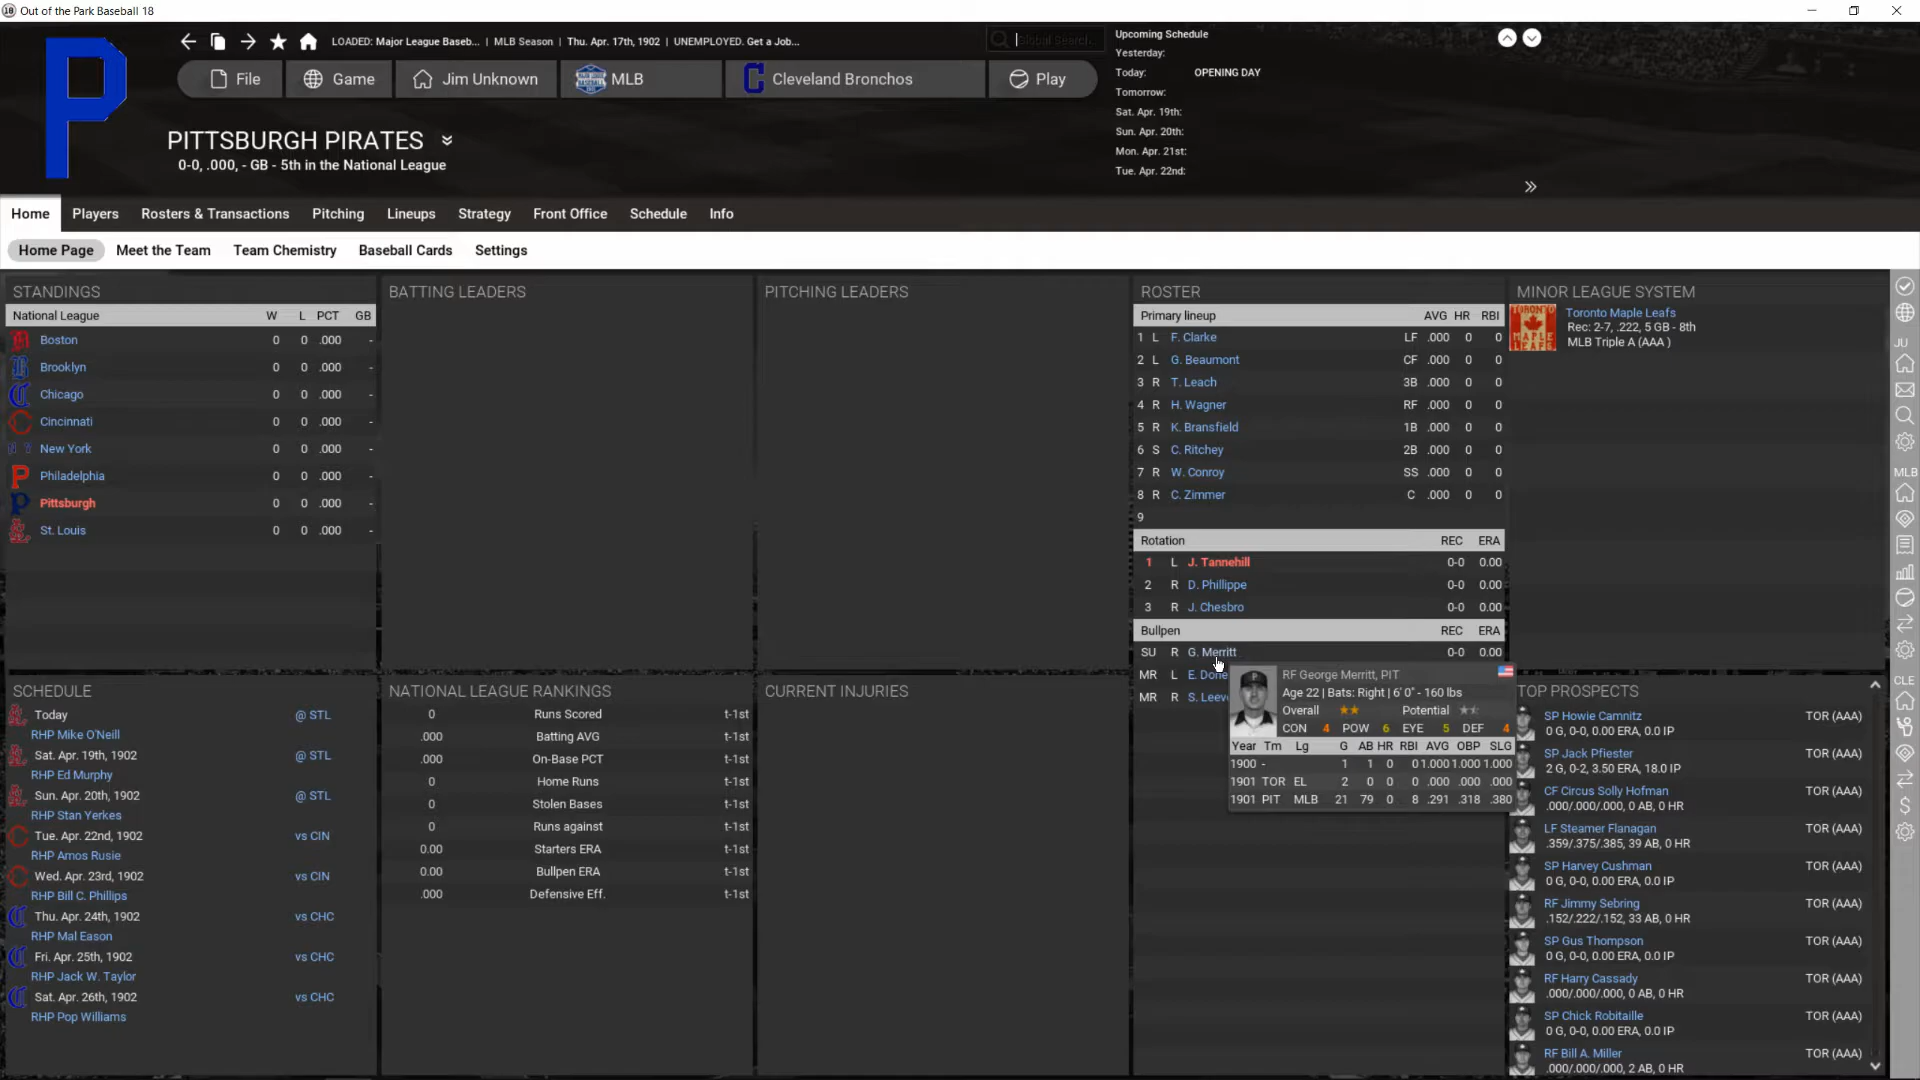 Out of the Park Baseball 18
LOADED: Major League Baseb... | MLB Season | Thu. Apr. 17th, 1902 | UNEMPLOYED. Get a Job...
Global Search...
File Game Jim Unknown MLB Cleveland Bronchos Play
PITTSBURGH PIRATES
0-0, .000, - GB - 5th in the National League
Upcoming Schedule
Yesterday:
Today: OPENING DAY
Tomorrow:
Sat. Apr. 19th:
Sun. Apr. 20th:
Mon. Apr. 21st:
Tue. Apr. 22nd:
Home Players Rosters & Transactions Pitching Lineups Strategy Front Office Schedule Info
Home Page Meet the Team Team Chemistry Baseball Cards Settings
STANDINGS
National League W L PCT GB
Boston 0 0 .000 -
Brooklyn 0 0 .000 -
Chicago 0 0 .000 -
Cincinnati 0 0 .000 -
New York 0 0 .000 -
Philadelphia 0 0 .000 -
Pittsburgh 0 0 .000 -
St. Louis 0 0 .000 -
BATTING LEADERS
PITCHING LEADERS
ROSTER
Primary lineup AVG HR RBI
1 L F. Clarke LF .000 0 0
2 L G. Beaumont CF .000 0 0
3 R T. Leach 3B .000 0 0
4 R H. Wagner RF .000 0 0
5 R K. Bransfield 1B .000 0 0
6 S C. Ritchey 2B .000 0 0
7 R W. Conroy SS .000 0 0
8 R C. Zimmer C .000 0 0
9
Rotation REC ERA
1 L J. Tannehill 0-0 0.00
2 R D. Phillippe 0-0 0.00
3 R J. Chesbro 0-0 0.00
Bullpen REC ERA
SU R G. Merritt 0-0 0.00
MR L E. Done
MR R S. Leev
RF George Merritt, PIT
Age 22 | Bats: Right | 6' 0" - 160 lbs
Overall Potential
CON 4 POW 6 EYE 5 DEF 4
Year Tm Lg G AB HR RBI AVG OBP SLG
1900 - 1 1 0 0 1.000 1.000 1.000
1901 TOR EL 2 0 0 0 .000 .000 .000
1901 PIT MLB 21 79 0 8 .291 .318 .380
MINOR LEAGUE SYSTEM
TORONTO MAPLE LEAFS
Toronto Maple Leafs
Rec: 2-7, .222, 5 GB - 8th
MLB Triple A (AAA )
SCHEDULE
Today @ STL
RHP Mike O'Neill
Sat. Apr. 19th, 1902 @ STL
RHP Ed Murphy
Sun. Apr. 20th, 1902 @ STL
RHP Stan Yerkes
Tue. Apr. 22nd, 1902 vs CIN
RHP Amos Rusie
Wed. Apr. 23rd, 1902 vs CIN
RHP Bill C. Phillips
Thu. Apr. 24th, 1902 vs CHC
RHP Mal Eason
Fri. Apr. 25th, 1902 vs CHC
RHP Jack W. Taylor
Sat. Apr. 26th, 1902 vs CHC
RHP Pop Williams
NATIONAL LEAGUE RANKINGS
0 Runs Scored t-1st
.000 Batting AVG t-1st
.000 On-Base PCT t-1st
0 Home Runs t-1st
0 Stolen Bases t-1st
0 Runs against t-1st
0.00 Starters ERA t-1st
0.00 Bullpen ERA t-1st
.000 Defensive Eff. t-1st
CURRENT INJURIES
TOP PROSPECTS
SP Howie Camnitz TOR (AAA)
0 G, 0-0, 0.00 ERA, 0.0 IP
SP Jack Pfiester TOR (AAA)
2 G, 0-2, 3.50 ERA, 18.0 IP
CF Circus Solly Hofman TOR (AAA)
.000/.000/.000, 0 AB, 0 HR
LF Steamer Flanagan TOR (AAA)
.359/.375/.385, 39 AB, 0 HR
SP Harvey Cushman TOR (AAA)
0 G, 0-0, 0.00 ERA, 0.0 IP
RF Jimmy Sebring TOR (AAA)
.152/.222/.152, 33 AB, 0 HR
SP Gus Thompson TOR (AAA)
0 G, 0-0, 0.00 ERA, 0.0 IP
RF Harry Cassady TOR (AAA)
.000/.000/.000, 0 AB, 0 HR
SP Chick Robitaille TOR (AAA)
0 G, 0-0, 0.00 ERA, 0.0 IP
RF Bill A. Miller TOR (AAA)
.000/.000/.000, 2 AB, 0 HR
JU
MLB
CLE